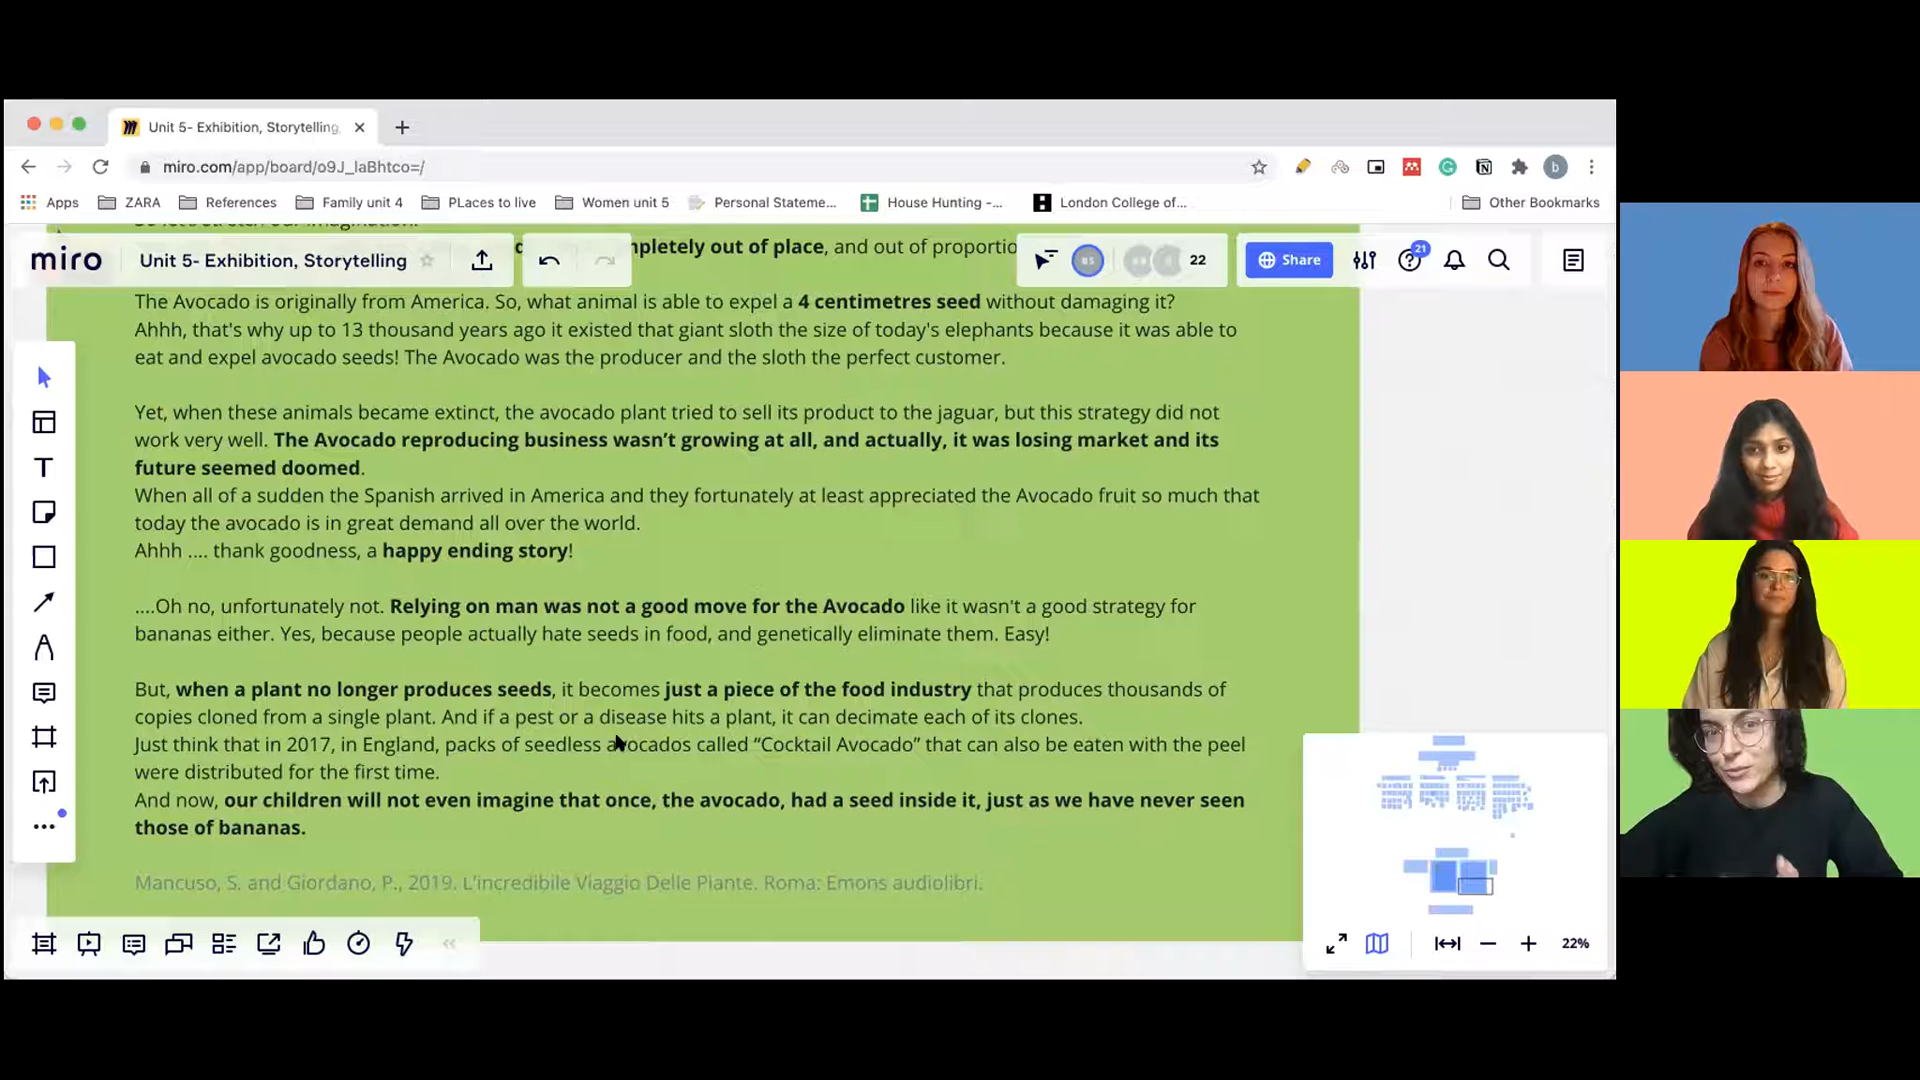 Unit 5- Exhibition, Storytelling,
miro.com/app/board/o9J_laBhtco=/
b
Apps ZARA References Family unit 4 PLaces to live Women unit 5 Personal Stateme... House Hunting -... London College of... Other Bookmarks
miro Unit 5- Exhibition, Storytelling 22 Share 21
mpletely out of place, and out of proportio
The Avocado is originally from America. So, what animal is able to expel a 4 centimetres seed without damaging it?
Ahhh, that's why up to 13 thousand years ago it existed that giant sloth the size of today's elephants because it was able to
eat and expel avocado seeds! The Avocado was the producer and the sloth the perfect customer.
Yet, when these animals became extinct, the avocado plant tried to sell its product to the jaguar, but this strategy did not
work very well. The Avocado reproducing business wasn't growing at all, and actually, it was losing market and its
future seemed doomed.
When all of a sudden the Spanish arrived in America and they fortunately at least appreciated the Avocado fruit so much that
today the avocado is in great demand all over the world.
Ahhh .... thank goodness, a happy ending story!
....Oh no, unfortunately not. Relying on man was not a good move for the Avocado like it wasn't a good strategy for
bananas either. Yes, because people actually hate seeds in food, and genetically eliminate them. Easy!
But, when a plant no longer produces seeds, it becomes just a piece of the food industry that produces thousands of
copies cloned from a single plant. And if a pest or a disease hits a plant, it can decimate each of its clones.
Just think that in 2017, in England, packs of seedless avocados called “Cocktail Avocado” that can also be eaten with the peel
were distributed for the first time.
And now, our children will not even imagine that once, the avocado, had a seed inside it, just as we have never seen
those of bananas.
Mancuso, S. and Giordano, P., 2019. L'incredibile Viaggio Delle Piante. Roma: Emons audiolibri.
22%